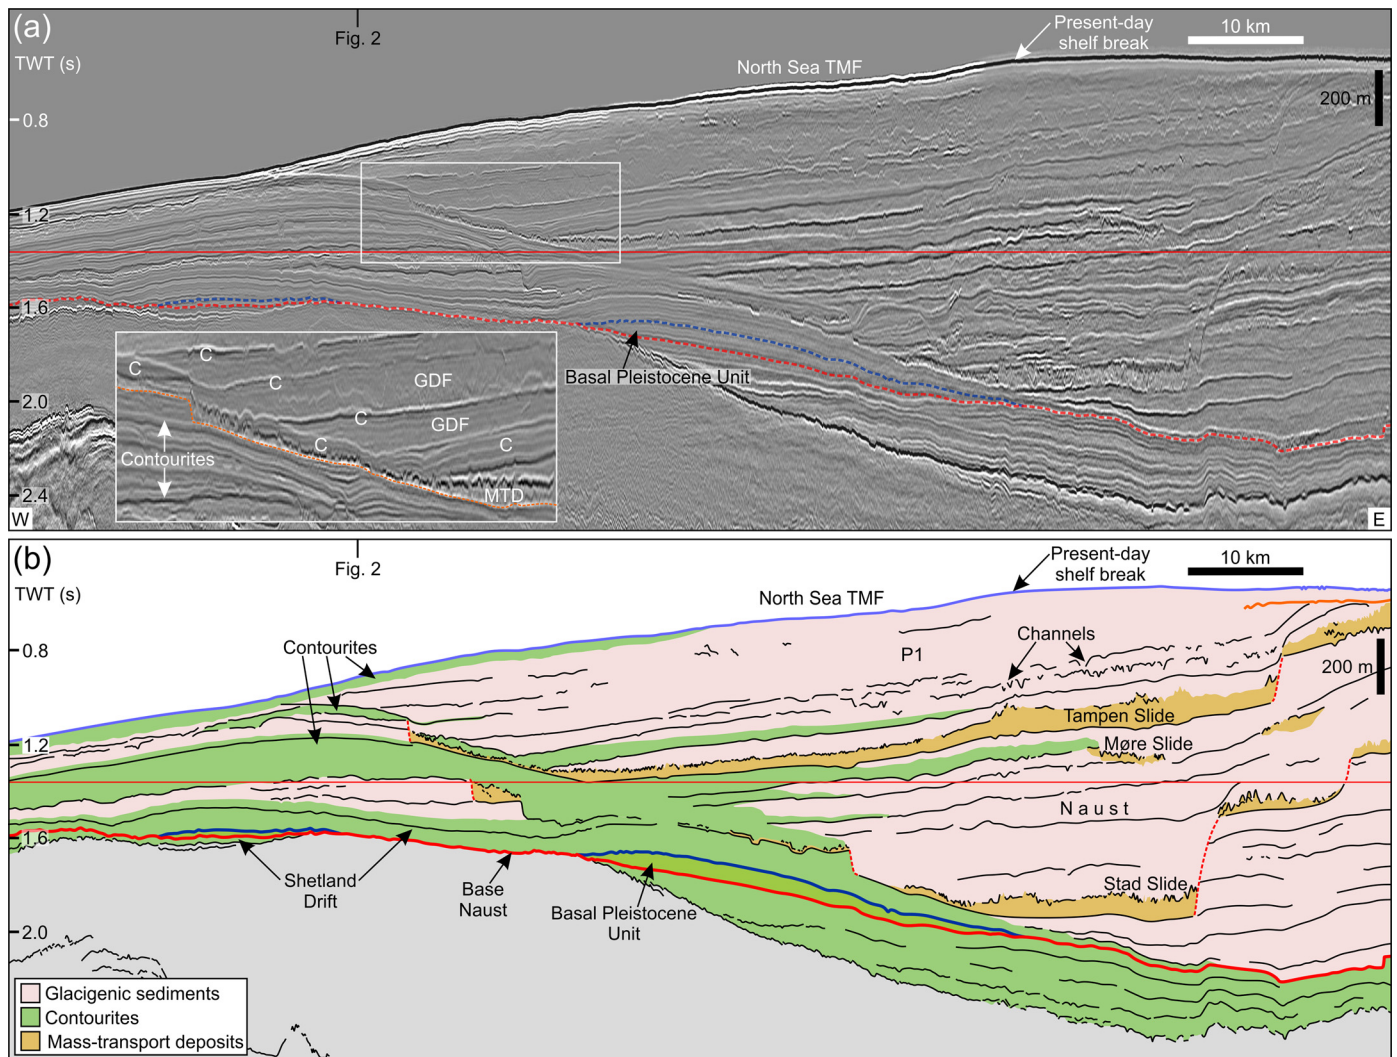 (a)
Fig. 2
TWT (s)
North Sea TMF
Present-day
shelf break
10 km
200 m
0.8
1.2
1.6
2.0
2.4
Basal Pleistocene Unit
C
C
C
GDF
C
GDF
C
C
Contourites
MTD
W
E
(b)
Fig. 2
TWT (s)
North Sea TMF
Present-day
shelf break
10 km
200 m
0.8
1.2
1.6
2.0
Contourites
Channels
P1
Tampen Slide
Møre Slide
Naust
Stad Slide
Shetland
Drift
Base
Naust
Basal Pleistocene
Unit
Glacigenic sediments
Contourites
Mass-transport deposits